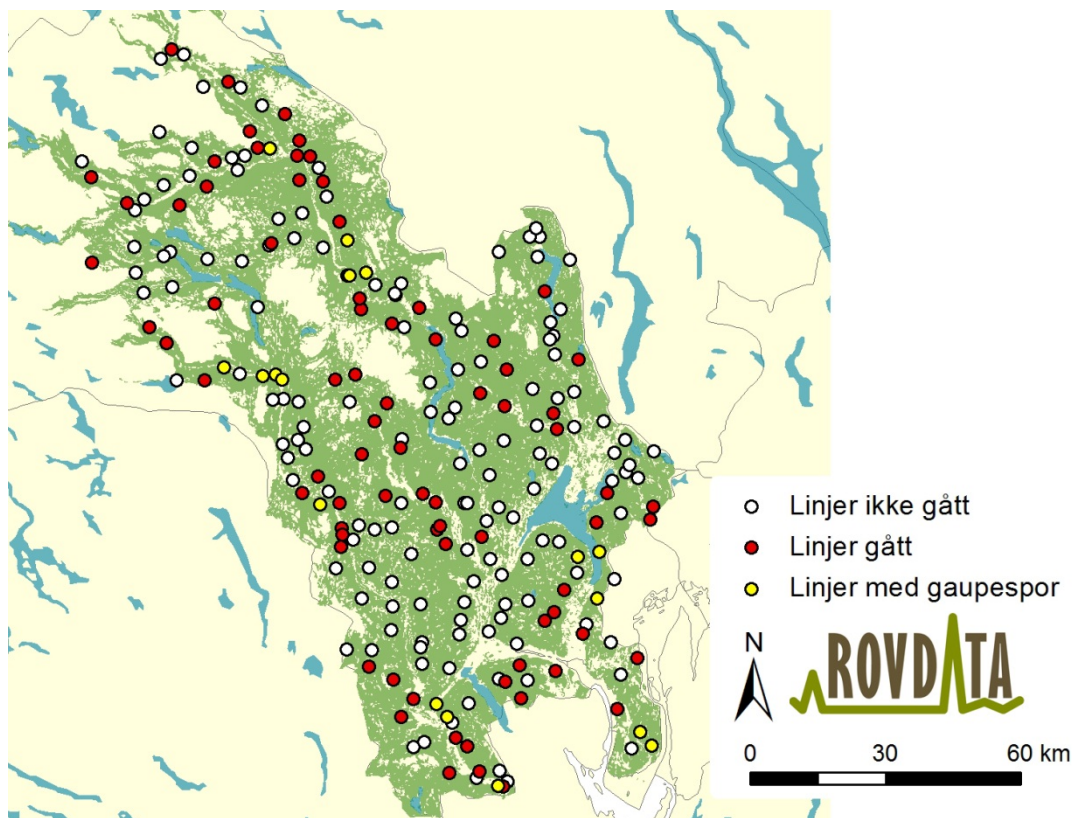 Linjer ikke gått
Linjer gått
Linjer med gaupespor
N
ROVDATA
0 30 60 km